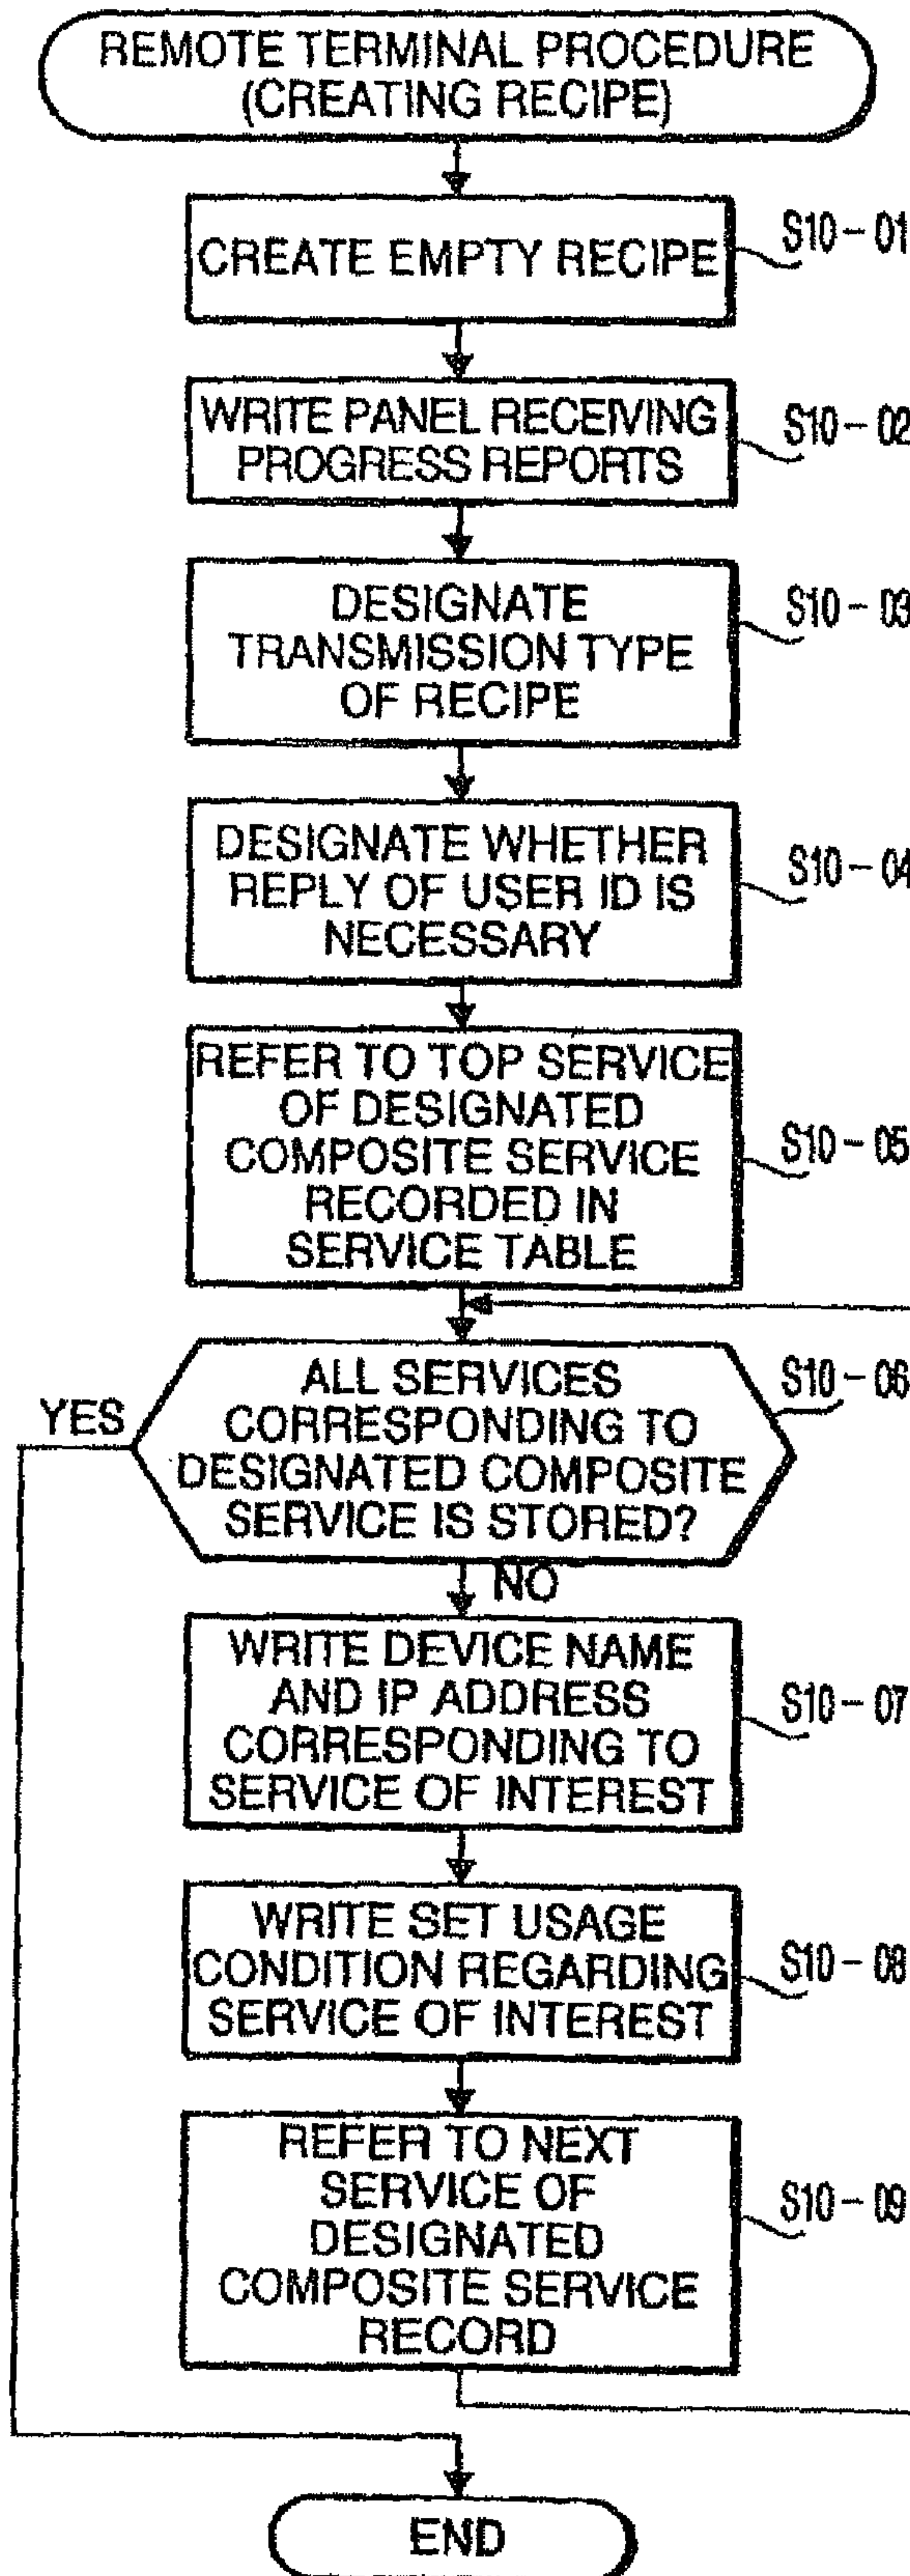 REMOTE TERMINAL PROCEDURE
(CREATING RECIPE)
CREATE EMPTY RECIPE
S10-01
WRITE PANEL RECEIVING
PROGRESS REPORTS
S10-02
DESIGNATE
TRANSMISSION TYPE
OF RECIPE
S10-03
DESIGNATE WHETHER
REPLY OF USER ID IS
NECESSARY
S10-04
REFER TO TOP SERVICE
OF DESIGNATED
COMPOSITE SERVICE
RECORDED IN
SERVICE TABLE
S10-05
ALL SERVICES
CORRESPONDING TO
DESIGNATED COMPOSITE
SERVICE IS STORED?
S10-06
YES
NO
WRITE DEVICE NAME
AND IP ADDRESS
CORRESPONDING TO
SERVICE OF INTEREST
S10-07
WRITE SET USAGE
CONDITION REGARDING
SERVICE OF INTEREST
S10-08
REFER TO NEXT
SERVICE OF
DESIGNATED
COMPOSITE SERVICE
RECORD
S10-09
END